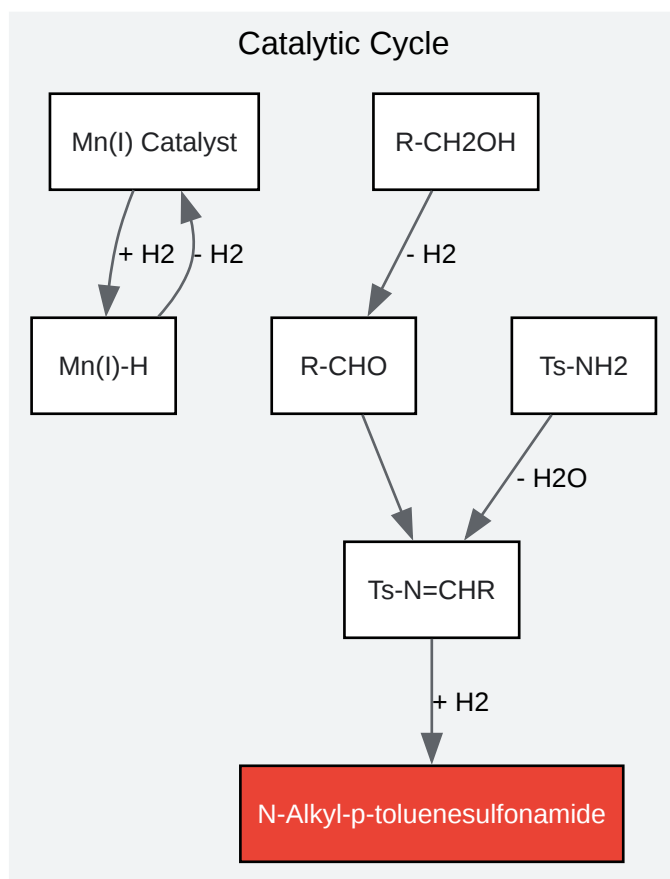 Catalytic Cycle
Mn(I) Catalyst
R-CH2OH
+ H2
- H2
- H2
Mn(I)-H
R-CHO
Ts-NH2
- H2O
Ts-N=CHR
+ H2
N-Alkyl-p-toluenesulfonamide